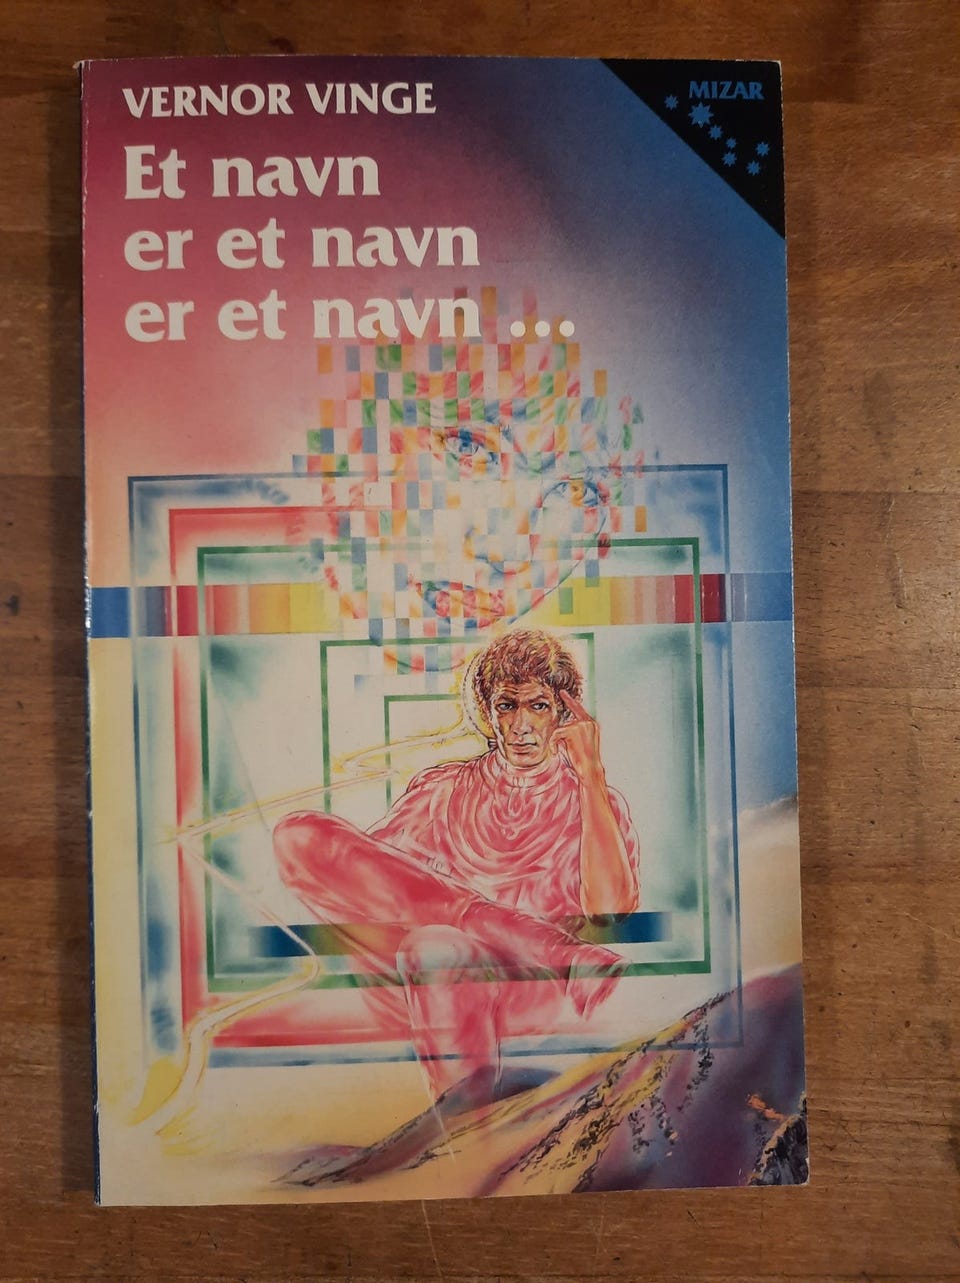 VERNOR VINGE
MIZAR
Et navn
er et navn
er et navn ...